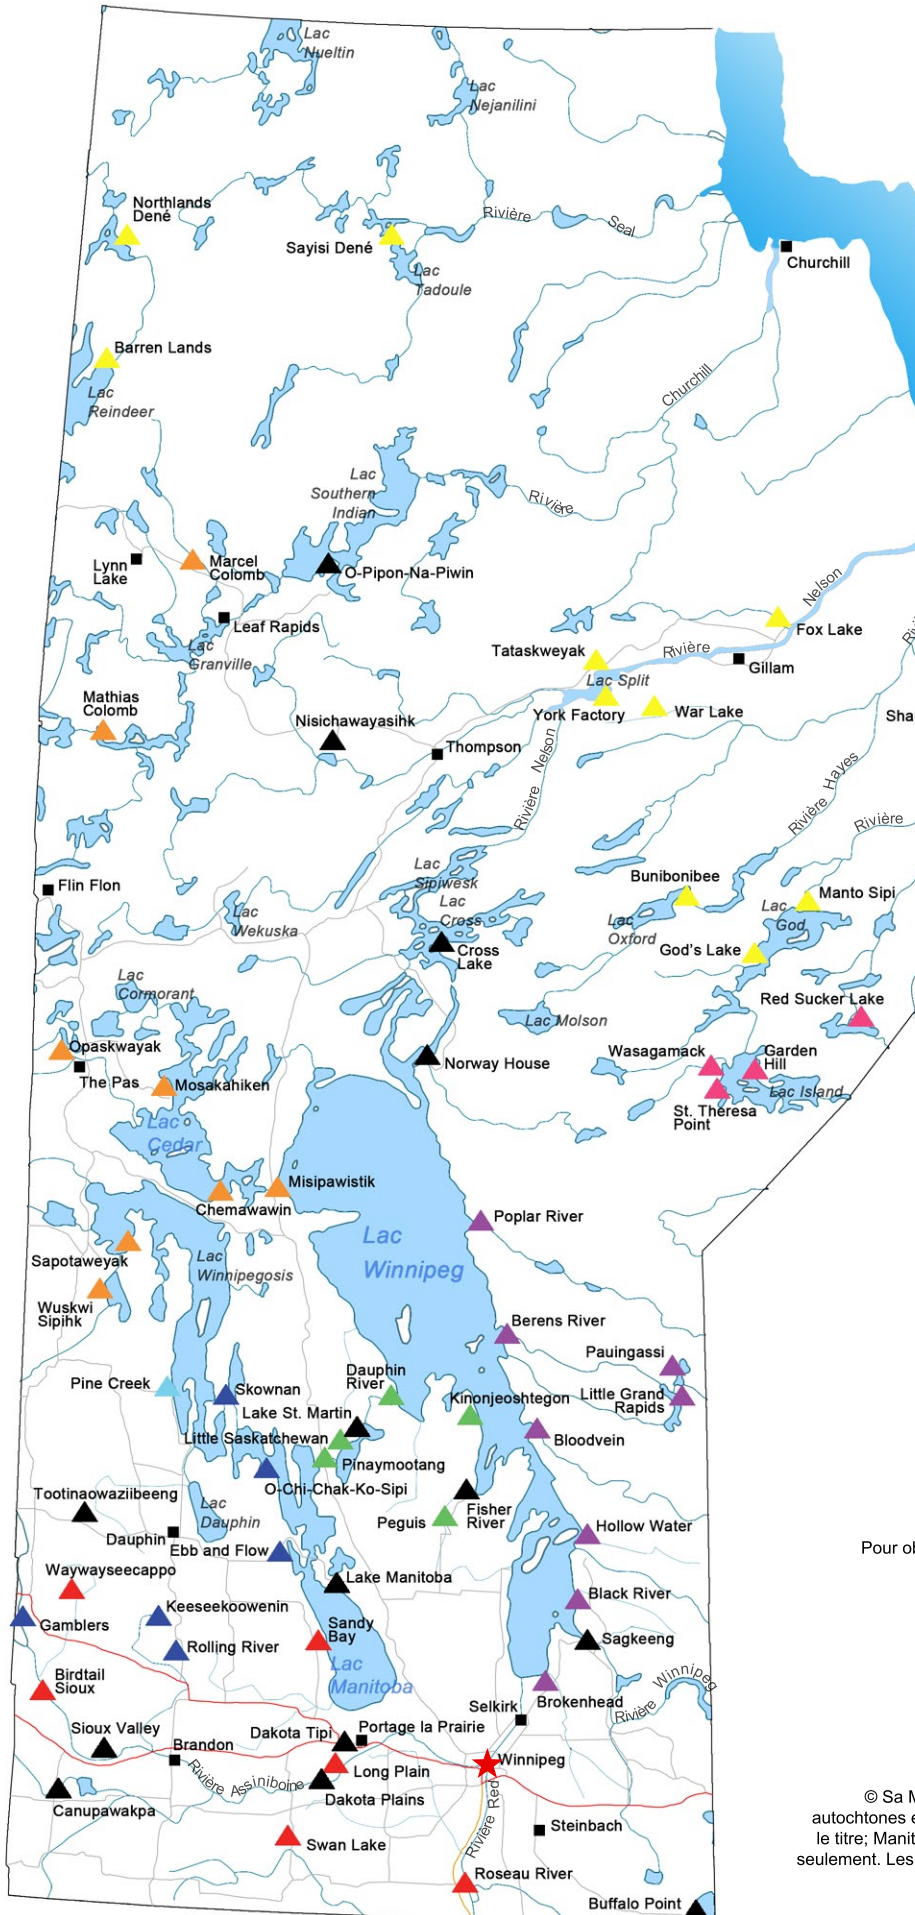 Lac
Nueltin
Lac
Nejanilini
Northlands
Dené
Rivière
Seal
Sayisi Dené
Churchill
Lac
Tadoule
Barren Lands
Lac
Reindeer
Churchill
Lac
Southern
Indian
Rivière
Lynn
Lake
Marcel
Colomb
O-Pipon-Na-Piwin
Nelson
Leaf Rapids
Fox Lake
Lac
Granville
Tataskweyak
Rivière
Gillam
Lac Split
Mathias
Colomb
York Factory
War Lake
Nisichawayasihk
Thompson
Rivière Nelson
Rivière Hayes
Rivière
Lac
Sipiwesk
Bunibonibee
Flin Flon
Manto Sipi
Lac
Cross
Lac
God
Lac
Wekuska
Lac
Oxford
God's Lake
Cross
Lake
Lac
Cormorant
Red Sucker Lake
Lac Molson
Opaskwayak
Wasagamack
Garden
Hill
Norway House
The Pas
Mosakahiken
Lac Island
St. Theresa
Point
Lac
Cedar
Misipawistik
Chemawawin
Poplar River
Lac
Winnipeg
Sapotaweyak
Lac
Winnipegosis
Wuskwi
Sipihk
Berens River
Pauingassi
Dauphin
River
Pine Creek
Skownan
Kinonjeoshtegon
Little Grand
Rapids
Lake St. Martin
Little Saskatchewan
Bloodvein
Pinaymootang
O-Chi-Chak-Ko-Sipi
Tootinaowaziibeeng
Lac
Dauphin
Fisher
River
Peguis
Hollow Water
Dauphin
Ebb and Flow
Pour
Waywayseecappo
Lake Manitoba
Black River
Keeseekoowenin
Gamblers
Sandy
Bay
Sagkeeng
Rolling River
Lac
Manitoba
Birdtail
Sioux
Rivière Winnipeg
Brokenhead
Selkirk
Sioux Valley
Dakota Tipi
Portage la Prairie
Brandon
Winnipeg
Rivière Assiniboine
Long Plain
Dakota Plains
© Sa
Canupawakpa
autochtones
Rivière Red
Steinbach
le titre;
Swan Lake
seulement. Les
Roseau River
Buffalo Point